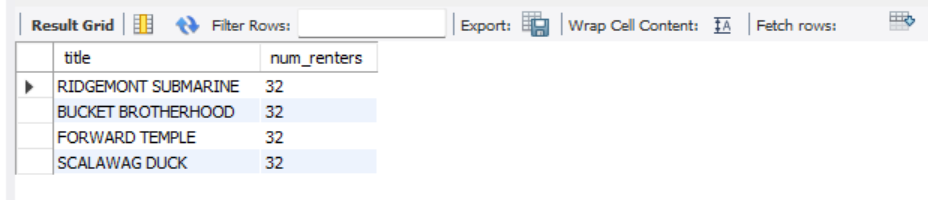 Result Grid Filter Rows: Export: Wrap Cell Content: Fetch rows:
title num_renters
RIDGEMONT SUBMARINE 32
BUCKET BROTHERHOOD 32
FORWARD TEMPLE 32
SCALAWAG DUCK 32